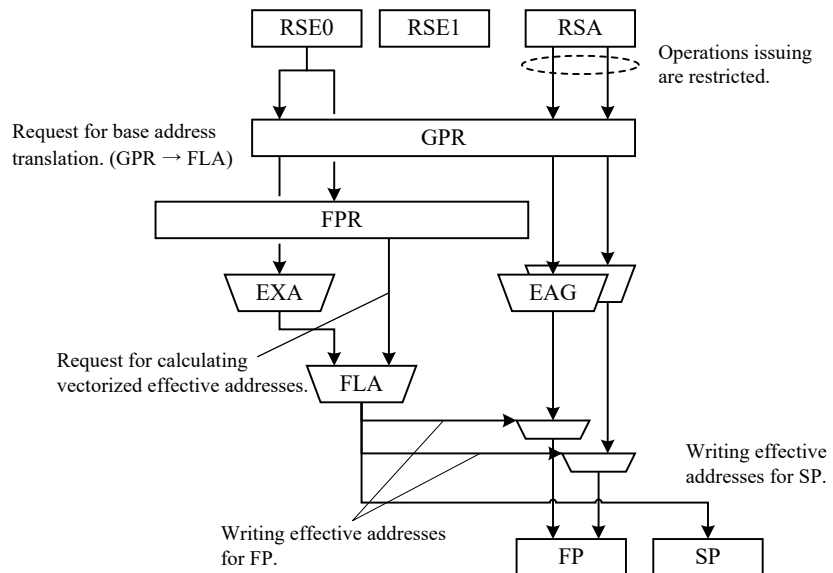 RSE0
RSE1
RSA
Operations issuing
are restricted.
Request for base address
translation. (GPR → FLA)
GPR
FPR
EXA
EAG
Request for calculating
vectorized effective addresses.
FLA
Writing effective
addresses for SP.
Writing effective addresses
for FP.
FP
SP